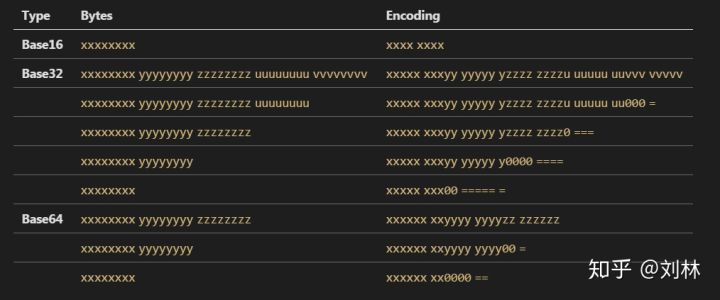 Type Bytes Encoding
Base16 xxxxxxxx xxxx xxxx
Base32 xxxxxxxx yyyyyyyy zzzzzzzz uuuuuuuu vvvvvvvv xxxxx xxxyy yyyyy yzzzz zzzzu uuuuu uuvvv vvvvv
xxxxxxxx yyyyyyyy zzzzzzzz uuuuuuuu xxxxx xxxyy yyyyy yzzzz zzzzu uuuuu uu000 =
xxxxxxxx yyyyyyyy zzzzzzzz xxxxx xxxyy yyyyy yzzzz zzzz0 ===
xxxxxxxx yyyyyyyy xxxxx xxxyy yyyyy y0000 ====
xxxxxxxx xxxxx xxx00 ===== =
Base64 xxxxxxxx yyyyyyyy zzzzzzzz xxxxxx xxyyyy yyyyzz zzzzzz
xxxxxxxx yyyyyyyy xxxxxx xxyyyy yyyy00 =
xxxxxxxx xxxxxx xx0000 ==
知乎 @刘林